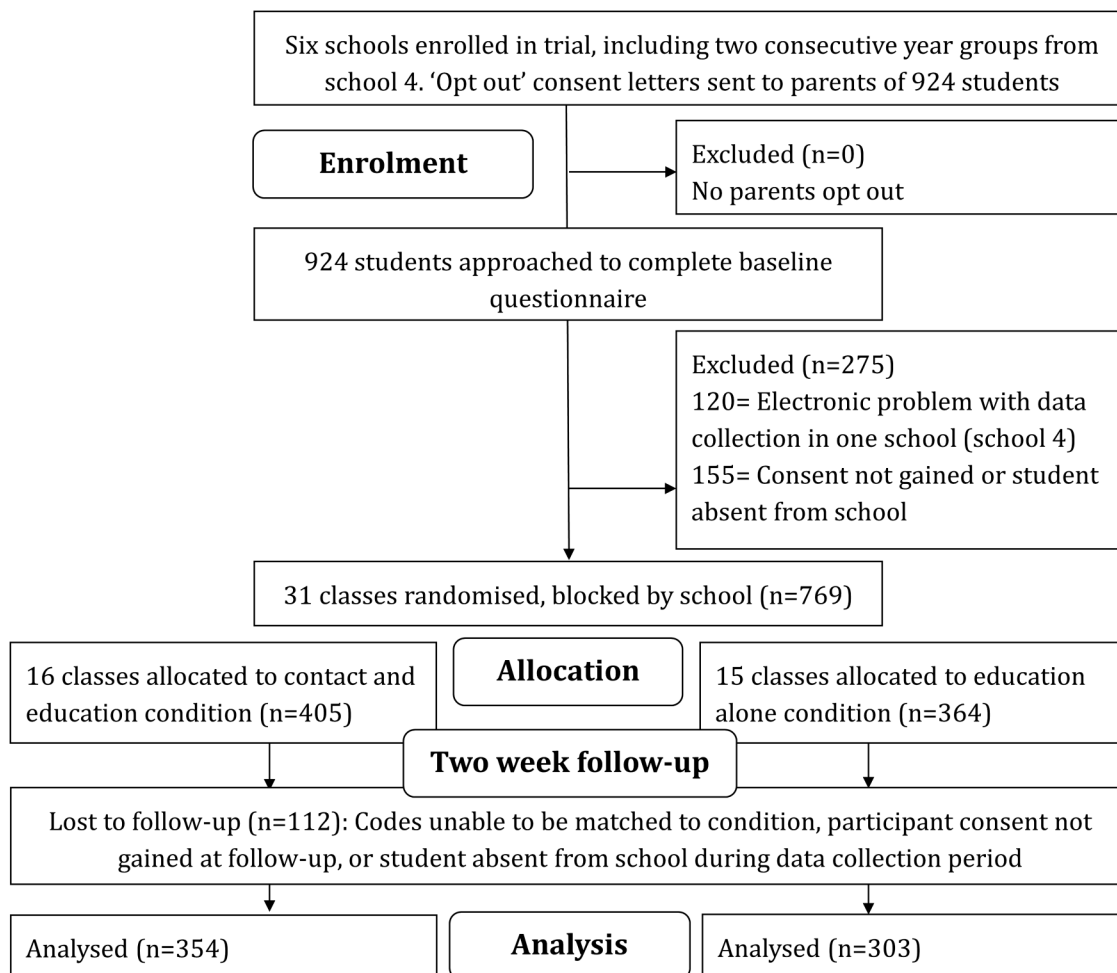 Six schools enrolled in trial, including two consecutive year groups from
school 4. ‘Opt out’ consent letters sent to parents of 924 students
Enrolment
Excluded (n=0)
No parents opt out
924 students approached to complete baseline
questionnaire
Excluded (n=275)
120= Electronic problem with data
collection in one school (school 4)
155= Consent not gained or student
absent from school
31 classes randomised, blocked by school (n=769)
Allocation
16 classes allocated to contact and
education condition (n=405)
15 classes allocated to education
alone condition (n=364)
Two week follow-up
Lost to follow-up (n=112): Codes unable to be matched to condition, participant consent not
gained at follow-up, or student absent from school during data collection period
Analysed (n=354)
Analysis
Analysed (n=303)